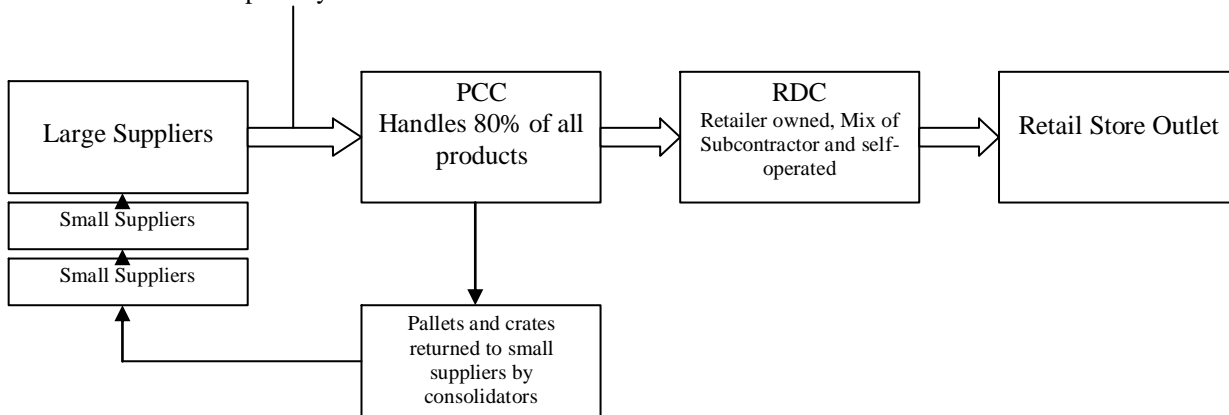 Large Suppliers
PCC
Handles 80% of all
products
RDC
Retailer owned, Mix of
Subcontractor and self-
operated
Retail Store Outlet
Small Suppliers
Small Suppliers
Pallets and crates
returned to small
suppliers by
consolidators